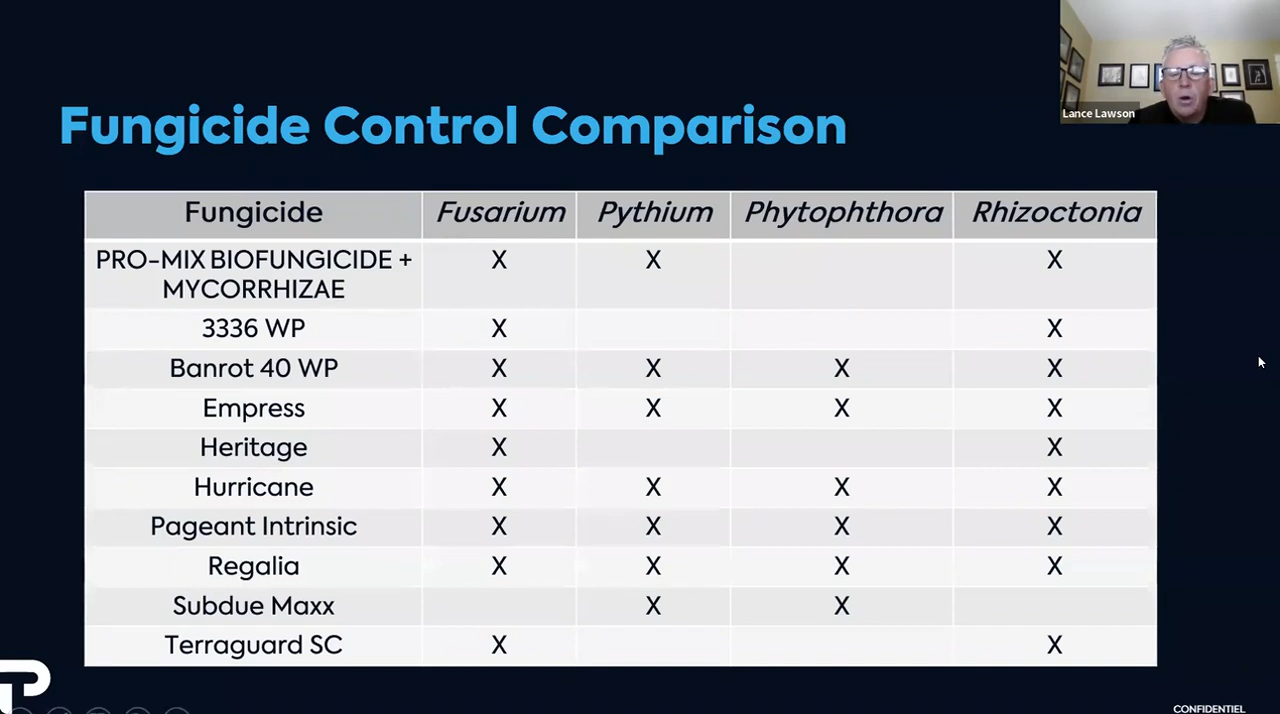 Lance Lawson
Fungicide Control Comparison
Fungicide Fusarium Pythium Phytophthora Rhizoctonia
PRO-MIX BIOFUNGICIDE + X X X
MYCORRHIZAE
3336 WP X X
Banrot 40 WP X X X X
Empress X X X X
Heritage X X
Hurricane X X X X
Pageant Intrinsic X X X X
Regalia X X X X
Subdue Maxx X X
Terraguard SC X X
CONFIDENTIEL